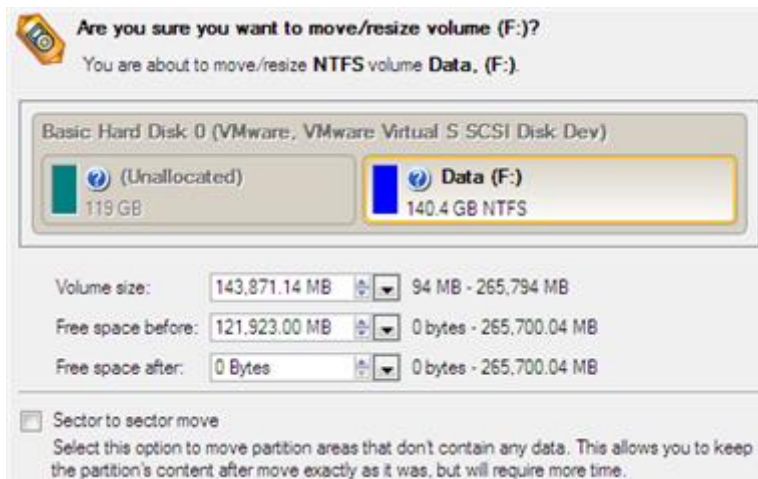 Are you sure you want to move/resize volume (F:)?
You are about to move/resize NTFS volume Data, (F:).
Basic Hard Disk 0 (VMware, VMware Virtual S SCSI Disk Dev)
(Unallocated)
119 GB
Data (F:)
140.4 GB NTFS
Volume size: 143,871.14 MB 94 MB - 265,794 MB
Free space before: 121,923.00 MB 0 bytes - 265,700.04 MB
Free space after: 0 Bytes 0 bytes - 265,700.04 MB
Sector to sector move
Select this option to move partition areas that don't contain any data. This allows you to keep
the partition's content after move exactly as it was, but will require more time.